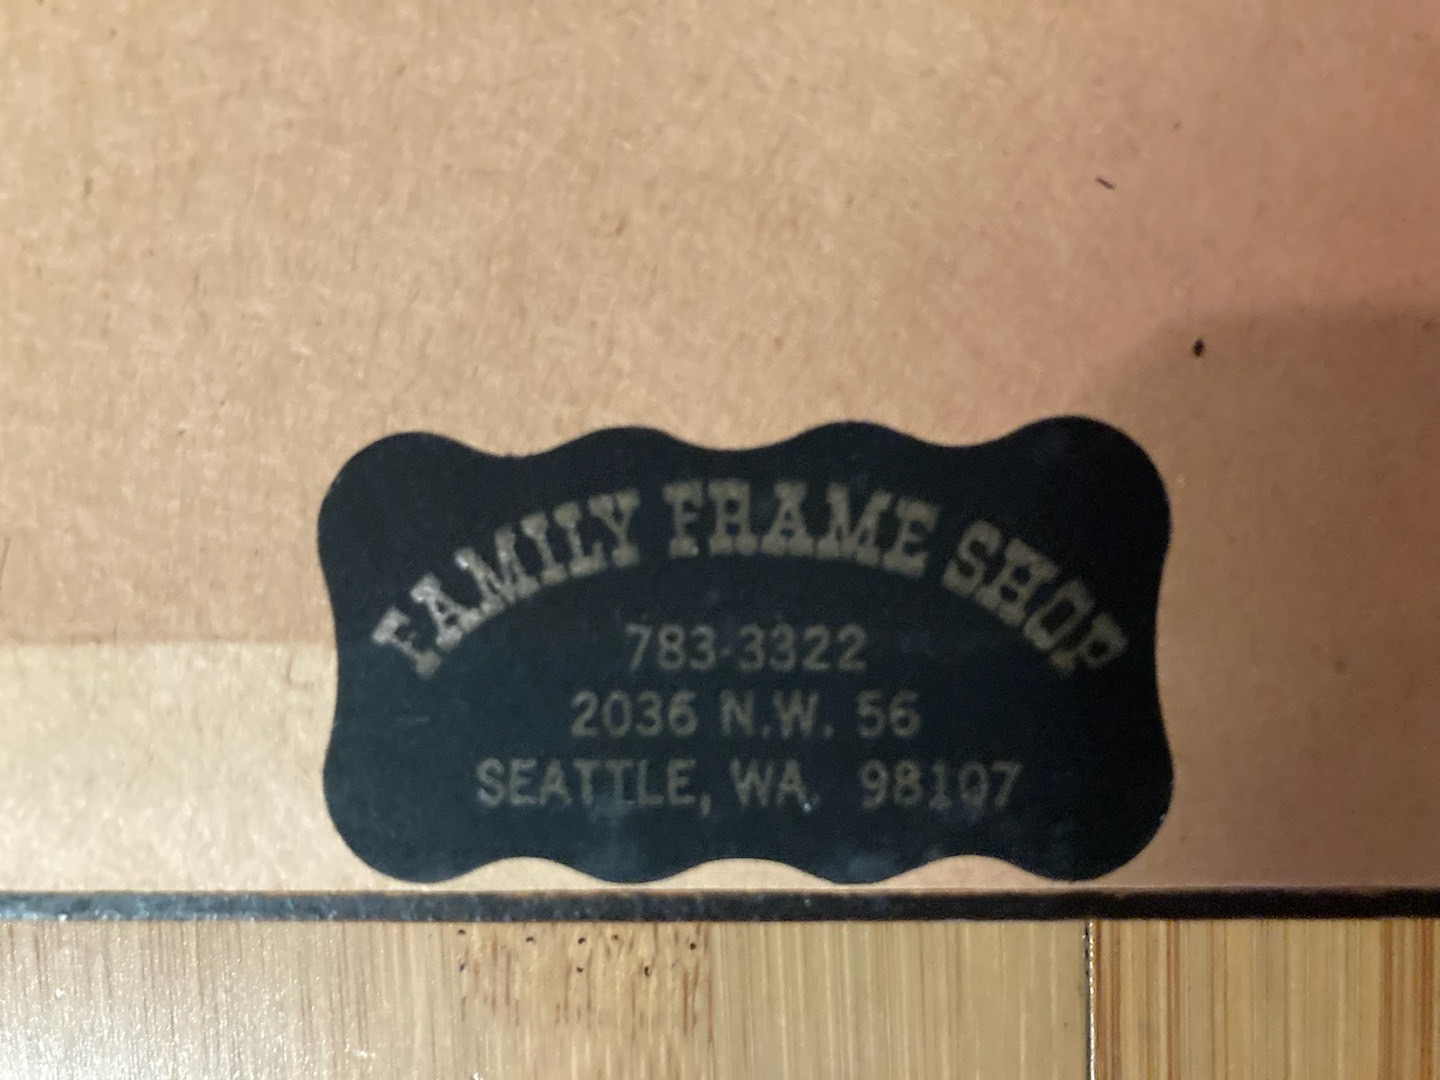 FAMILY FRAME SHOP
783-3322
2036 N.W. 56
SEATTLE, WA. 98107